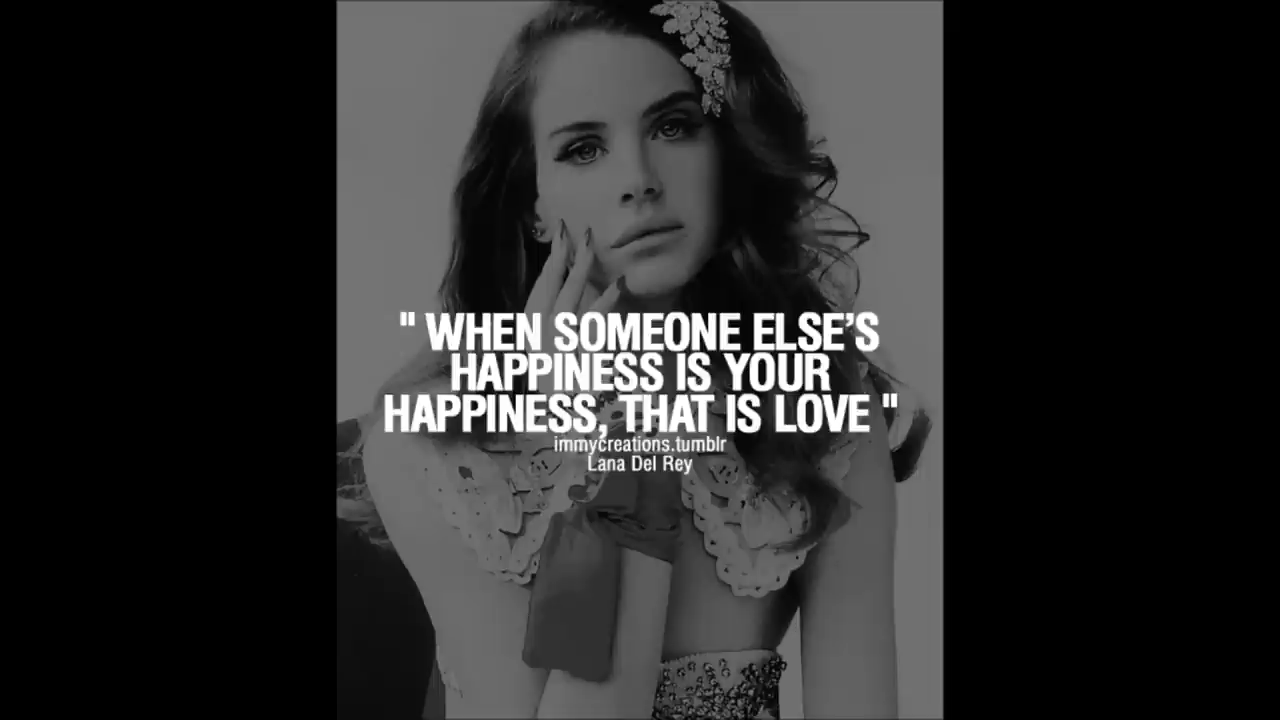 " WHEN SOMEONE ELSE’S
HAPPINESS IS YOUR
HAPPINESS, THAT IS LOVE "
immycreations.tumblr
Lana Del Rey